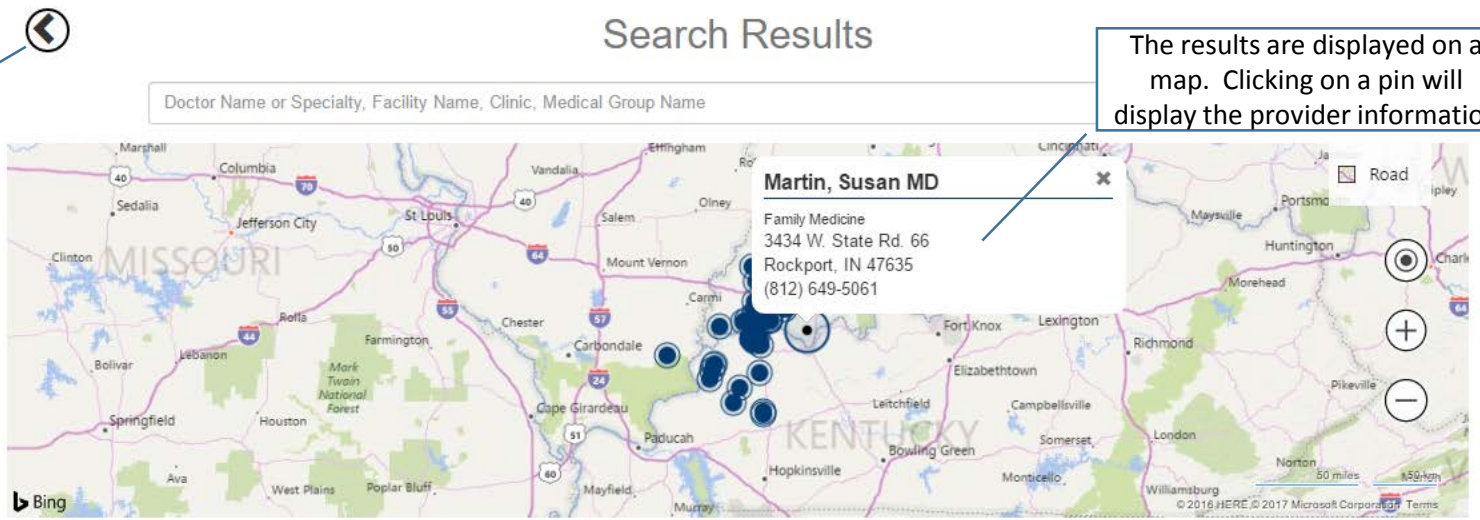 Search Results
The results are displayed on a
map. Clicking on a pin will
display the provider informatio
Doctor Name or Specialty, Facility Name, Clinic, Medical Group Name
Marshall
Columbia
Vandalia
Effingham
Cincinnati
40
70
40
Road
Ripley
Sedalia
St Louis
Salem
Olney
Martin, Susan MD
Maysville
Portsmo
Jefferson City
50
64
Family Medicine
3434 W. State Rd. 66
Rockport, IN 47635
(812) 649-5061
Huntington
Clinton
MISSOURI
Mount Vernon
Charle
Carmi
Morehead
64
Rolla
55
Chester
57
Fort Knox
Lexington
44
Farmington
Carbondale
Richmond
Lebanon
Bolivar
Mark
Twain
National
Forest
24
Elizabethtown
Pikeville
Springfield
Houston
Cape Girardeau
Leitchfield
Campbellsville
51
Paducah
KENTUCKY
Somerset
London
Bowling Green
Norton
60
Hopkinsville
Monticello
50 miles
50 km
Ava
West Plains
Poplar Bluff
Mayfield
Williamsburg
Bing
Murray
© 2016 HERE © 2017 Microsoft Corporation Terms